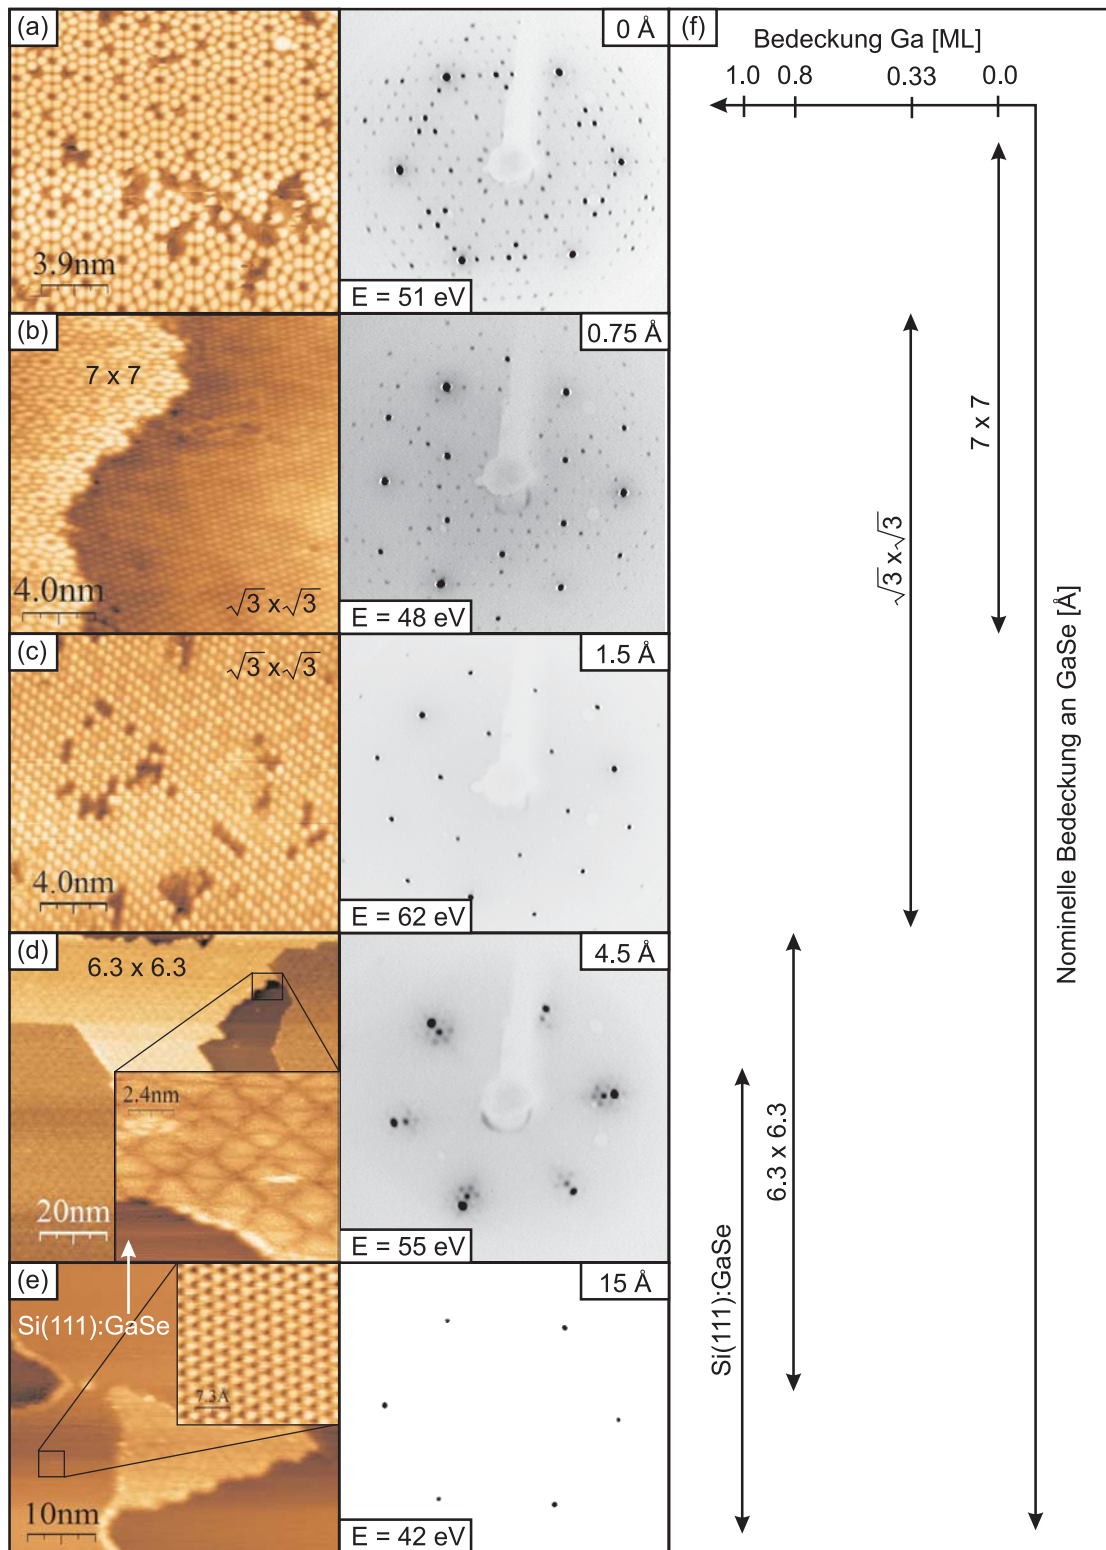 (a)
0 Å
3.9nm
E = 51 eV
(b)
7 x 7
0.75 Å
4.0nm
√3 x √3
E = 48 eV
(c)
√3 x √3
1.5 Å
4.0nm
E = 62 eV
(d)
6.3 x 6.3
4.5 Å
2.4nm
20nm
E = 55 eV
(e)
Si(111):GaSe
15 Å
7.3Å
10nm
E = 42 eV
(f)
Bedeckung Ga [ML]
1.0 0.8 0.33 0.0
7 x 7
√3 x √3
6.3 x 6.3
Si(111):GaSe
Nominelle Bedeckung an GaSe [Å]